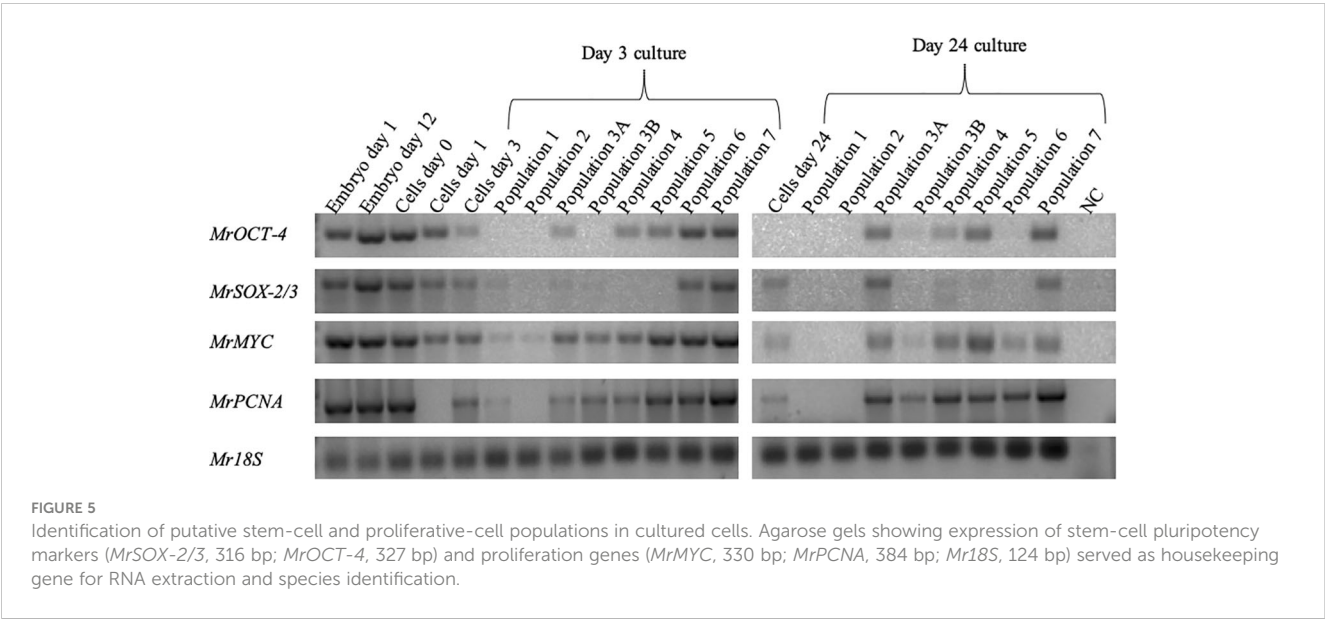 Day 3 culture
Day 24 culture
Embryo day 1
Embryo day 12
Cells day 0
Cells day 1
Cells day 3
Population 1
Population 2
Population 3A
Population 3B
Population 4
Population 5
Population 6
Population 7
Cells day 24
Population 1
Population 2
Population 3A
Population 3B
Population 4
Population 5
Population 6
Population 7
NC
MrOCT-4
MrSOX-2/3
MrMYC
MrPCNA
Mr18S
FIGURE 5
Identification of putative stem-cell and proliferative-cell populations in cultured cells. Agarose gels showing expression of stem-cell pluripotency
markers (MrSOX-2/3, 316 bp; MrOCT-4, 327 bp) and proliferation genes (MrMYC, 330 bp; MrPCNA, 384 bp; Mr18S, 124 bp) served as housekeeping
gene for RNA extraction and species identification.